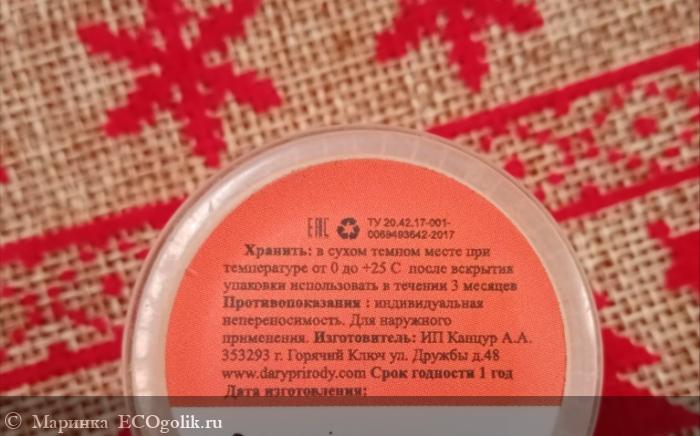 ЕАС ТУ 20.42.17-001-
0069493642-2017
Хранить: в сухом темном месте при
температуре от 0 до +25 С после вскрытия
упаковки использовать в течении 3 месяцев
Противопоказания : индивидуальная
непереносимость. Для наружного
применения. Изготовитель: ИП Канцур А.А.
353293 г. Горячий Ключ ул. Дружбы д.48
www.daryprirody.com Срок годности 1 год
Дата изготовления:
© Маринка ECOgolik.ru